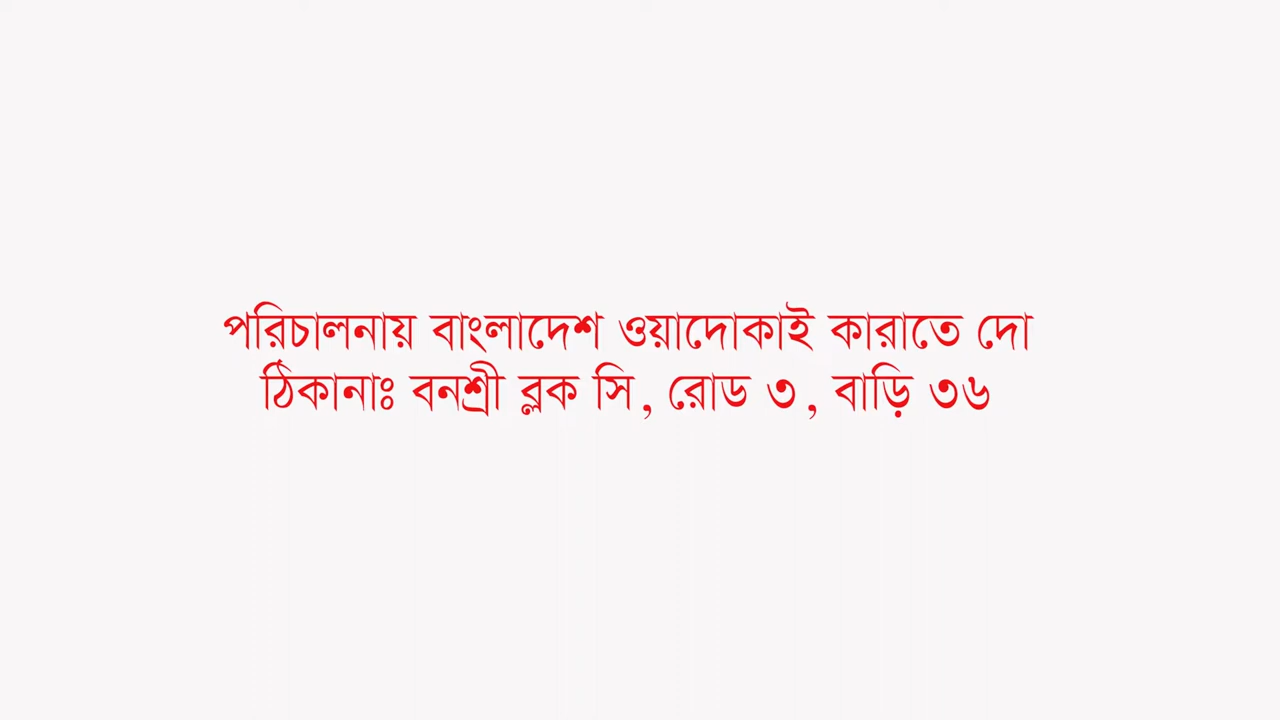 পরিচালনায় বাংলাদেশ ওয়াদোকাই কারাতে দো
ঠিকানাঃ বনশ্রী ব্লক সি, রোড ৩, বাড়ি ৩৬